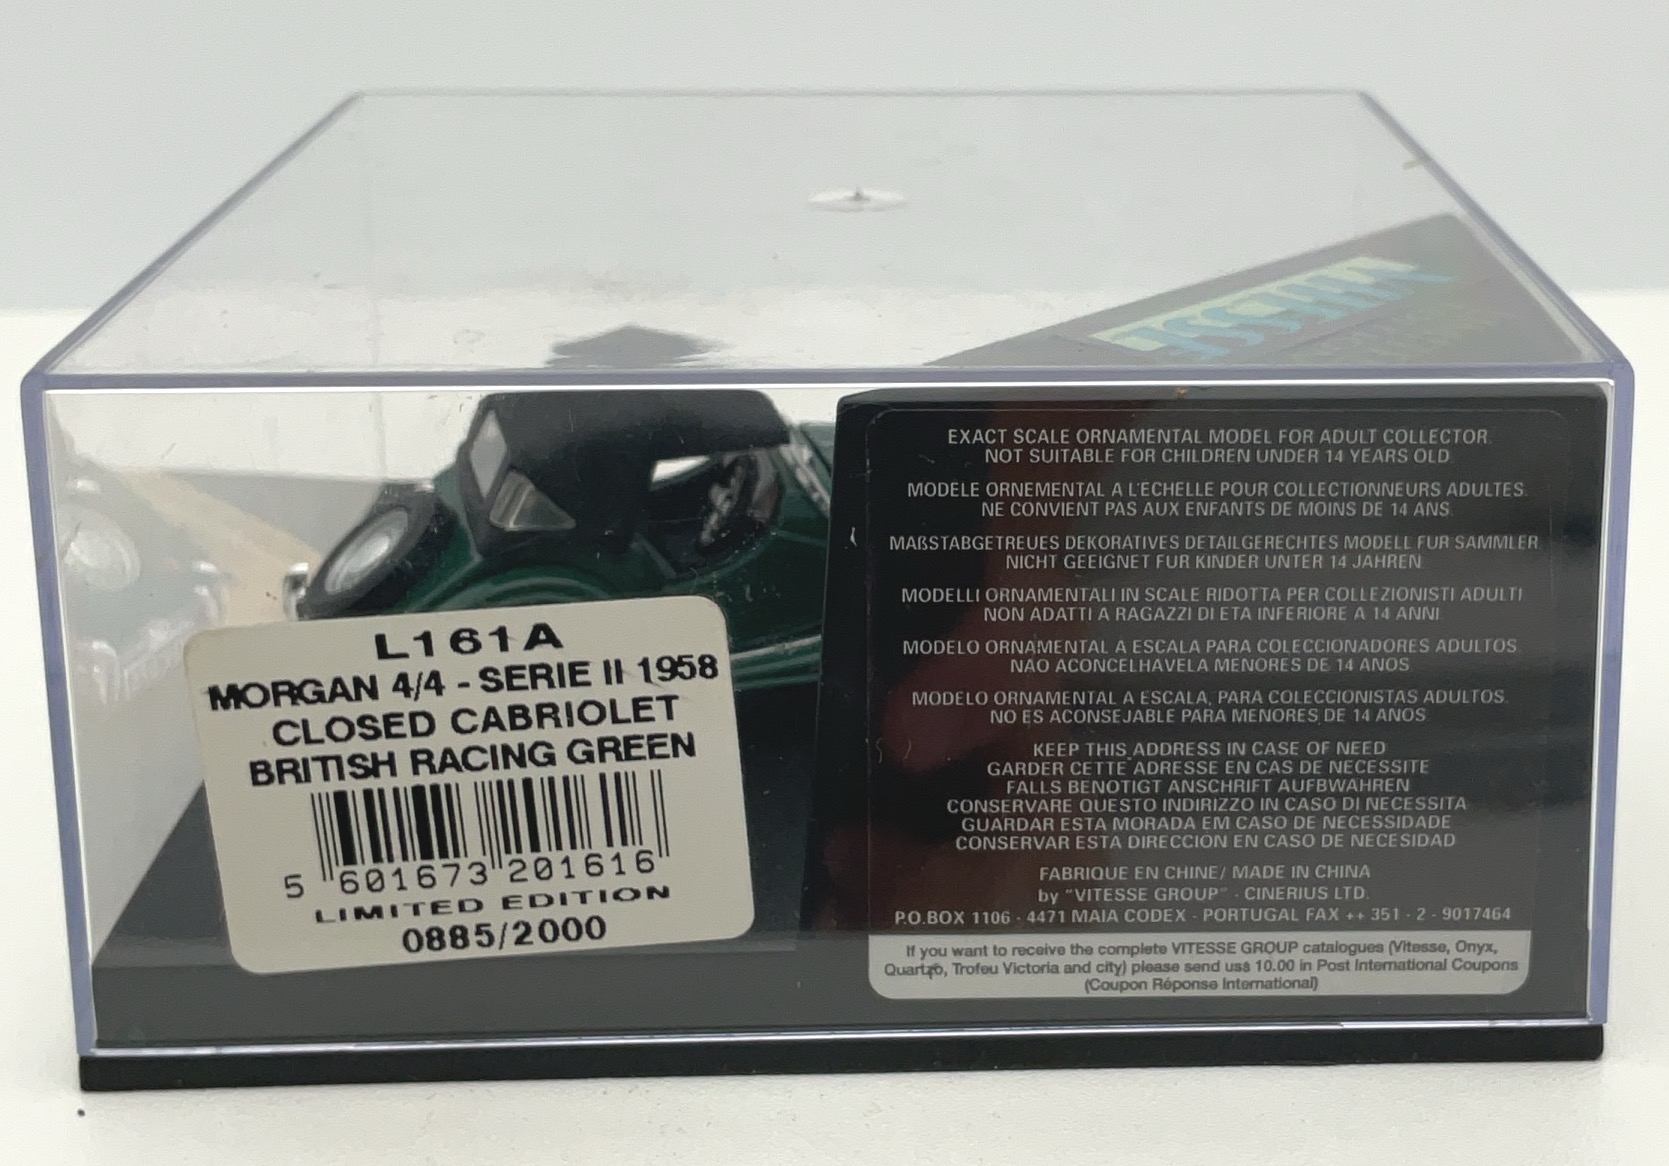 Vitesse
L161A
MORGAN 4/4 - SERIE II 1958
CLOSED CABRIOLET
BRITISH RACING GREEN
5 601673 201616
LIMITED EDITION
0885/2000
EXACT SCALE ORNAMENTAL MODEL FOR ADULT COLLECTOR.
NOT SUITABLE FOR CHILDREN UNDER 14 YEARS OLD
MODÈLE ORNEMENTAL A L'ÉCHELLE POUR COLLECTIONNEURS ADULTES.
NE CONVIENT PAS AUX ENFANTS DE MOINS DE 14 ANS
MAßSTABGETREUES DEKORATIVES DETAILGERECHTES MODELL FUR SAMMLER
NICHT GEEIGNET FUR KINDER UNTER 14 JAHREN
MODELLI ORNAMENTALI IN SCALE RIDOTTA PER COLLEZIONISTI ADULTI
NON ADATTI A RAGAZZI DI ETA INFERIORE A 14 ANNI
MODELO ORNAMENTAL A ESCALA PARA COLECCIONADORES ADULTOS
NAO ACONCELHAVELA MENORES DE 14 ANOS
MODELO ORNAMENTAL A ESCALA, PARA COLECCIONISTAS ADULTOS.
NO ES ACONSEJABLE PARA MENORES DE 14 ANOS
KEEP THIS ADDRESS IN CASE OF NEED
GARDER CETTE ADRESSE EN CAS DE NECESSITE
FALLS BENOTIGT ANSCHRIFT AUFBWAHREN
CONSERVARE QUESTO INDIRIZZO IN CASO DI NECESSITA
GUARDAR ESTA MORADA EM CASO DE NECESSIDADE
CONSERVAR ESTA DIRECCION EN CASO DE NECESIDAD
FABRIQUE EN CHINE/ MADE IN CHINA
by "VITESSE GROUP" - CINERIUS LTD.
P.O.BOX 1106 - 4471 MAIA CODEX - PORTUGAL FAX ++ 351 - 2 - 9017464
If you want to receive the complete VITESSE GROUP catalogues (Vitesse, Onyx,
Quartzo, Trofeu Victoria and city) please send us$ 10.00 in Post International Coupons
(Coupon Réponse International)